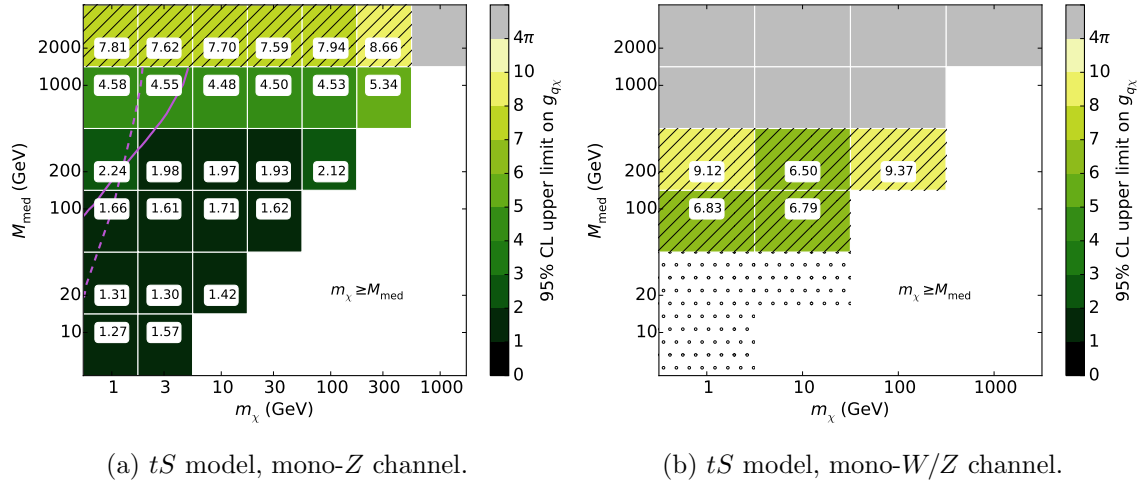 2000
1000
200
100
20
10
M_med (GeV)
7.81 7.62 7.70 7.59 7.94 8.66
4.58 4.55 4.48 4.50 4.53 5.34
2.24 1.98 1.97 1.93 2.12
1.66 1.61 1.71 1.62
1.31 1.30 1.42
1.27 1.57
m_χ ≥M_med
1 3 10 30 100 300 1000
m_χ (GeV)
4π
10
8
7
6
5
4
3
2
1
0
95% CL upper limit on g_qχ
(a) tS model, mono-Z channel.
2000
1000
200
100
20
10
M_med (GeV)
9.12 6.50 9.37
6.83 6.79
m_χ ≥M_med
1 10 100 1000
m_χ (GeV)
4π
10
8
7
6
5
4
3
2
1
0
95% CL upper limit on g_qχ
(b) tS model, mono-W/Z channel.